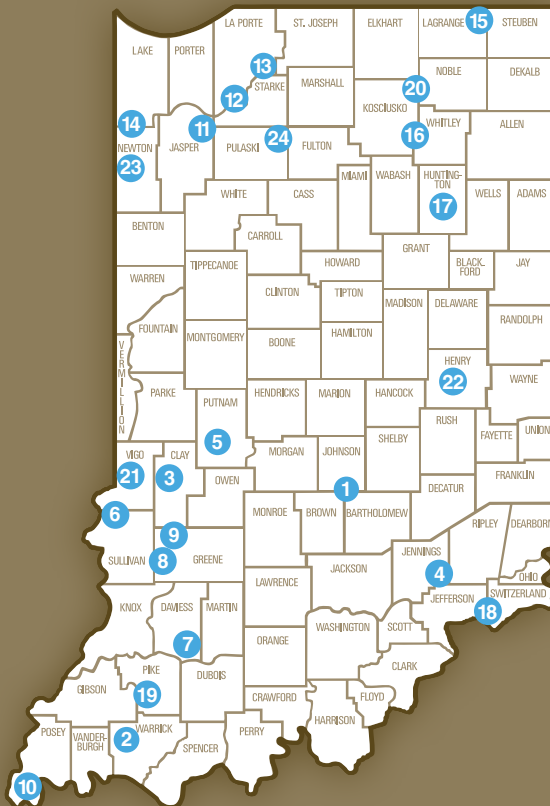 LA PORTE
ST. JOSEPH
ELKHART
LAGRANGE
15
STEUBEN
LAKE
PORTER
13
STARKE
MARSHALL
NOBLE
DEKALB
12
20
KOSCIUSKO
14
11
NEWTON
JASPER
24
PULASKI
FULTON
16
WHITLEY
ALLEN
23
MIAMI
WABASH
HUNTING-
TON
17
WHITE
CASS
WELLS
ADAMS
BENTON
CARROLL
GRANT
TIPPECANOE
HOWARD
BLACK-
FORD
JAY
WARREN
CLINTON
TIPTON
MADISON
DELAWARE
RANDOLPH
FOUNTAIN
VERMILLION
MONTGOMERY
BOONE
HAMILTON
HENRY
22
WAYNE
PARKE
PUTNAM
5
HENDRICKS
MARION
HANCOCK
RUSH
FAYETTE
UNION
VIGO
21
CLAY
3
MORGAN
JOHNSON
SHELBY
FRANKLIN
OWEN
1
DECATUR
6
MONROE
BROWN
BARTHOLOMEW
RIPLEY
DEARBORN
9
SULLIVAN
8
GREENE
JENNINGS
4
JACKSON
OHIO
LAWRENCE
SWITZERLAND
JEFFERSON
18
KNOX
DAVIESS
MARTIN
7
ORANGE
WASHINGTON
SCOTT
PIKE
19
DUBOIS
CLARK
GIBSON
CRAWFORD
FLOYD
HARRISON
POSEY
VANDER-
BURGH
2
WARRICK
SPENCER
PERRY
10